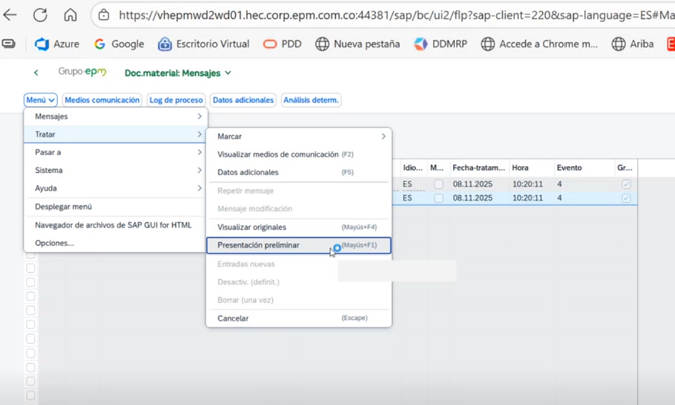 https://vhepmwd2wd01.hec.corp.epm.com.co:44381/sap/bc/ui2/flp?sap-client=220&sap-language=ES#Ma
Azure Google Escritorio Virtual PDD Nueva pestaña DDMRP Accede a Chrome m... Ariba
Grupo·epm Doc.material: Mensajes
Menú Medios comunicación Log de proceso Datos adicionales Análisis determ.
Mensajes
Tratar
Pasar a
Sistema
Ayuda
Desplegar menú
Navegador de archivos de SAP GUI for HTML
Opciones...
Marcar
Visualizar medios de comunicación (F2)
Datos adicionales (F5)
Repetir mensaje
Mensaje modificación
Visualizar originales (Mayús+F4)
Presentación preliminar (Mayús+F1)
Entradas nuevas
Desactiv. (definit.)
Borrar (una vez)
Cancelar (Escape)
Idio... M... Fecha-tratam... Hora Evento Gr...
ES 08.11.2025 10:20:11 4
ES 08.11.2025 10:20:11 4